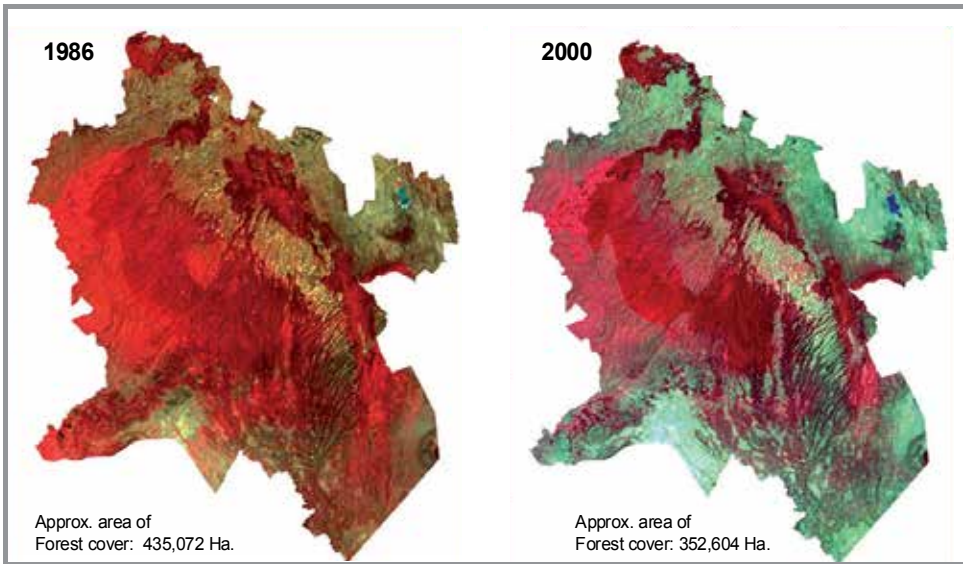 1986
2000
Approx. area of
Forest cover: 435,072 Ha.
Approx. area of
Forest cover: 352,604 Ha.